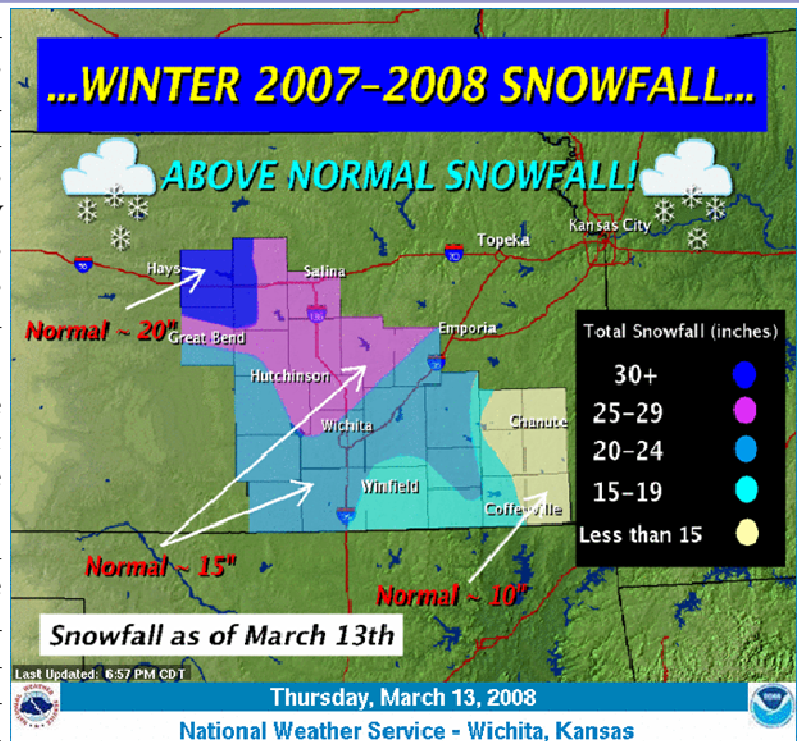 ...WINTER 2007-2008 SNOWFALL...
ABOVE NORMAL SNOWFALL!
Kansas City
Topeka
70
70
Hays
Salina
135
Normal ~ 20"
Great Bend
Emporia
Total Snowfall (inches)
30+
25-29
20-24
15-19
Less than 15
Hutchinson
Chanute
Wichita
Winfield
Coffeyville
Normal ~ 15"
Normal ~ 10"
Snowfall as of March 13th
Last Updated: 6:57 PM CDT
Thursday, March 13, 2008
National Weather Service - Wichita, Kansas